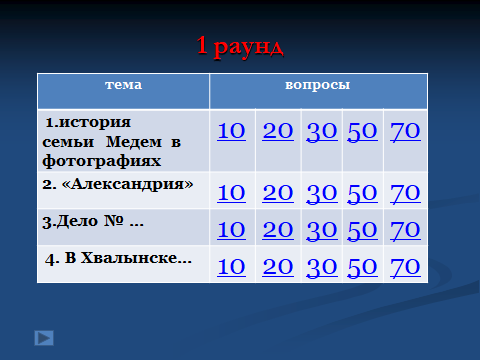 1 раунд
тема вопросы
1.история
семьи Медем в
фотографиях
10 20 30 50 70
2. «Александрия»
10 20 30 50 70
3.Дело № ...
10 20 30 50 70
4. В Хвалынске...
10 20 30 50 70